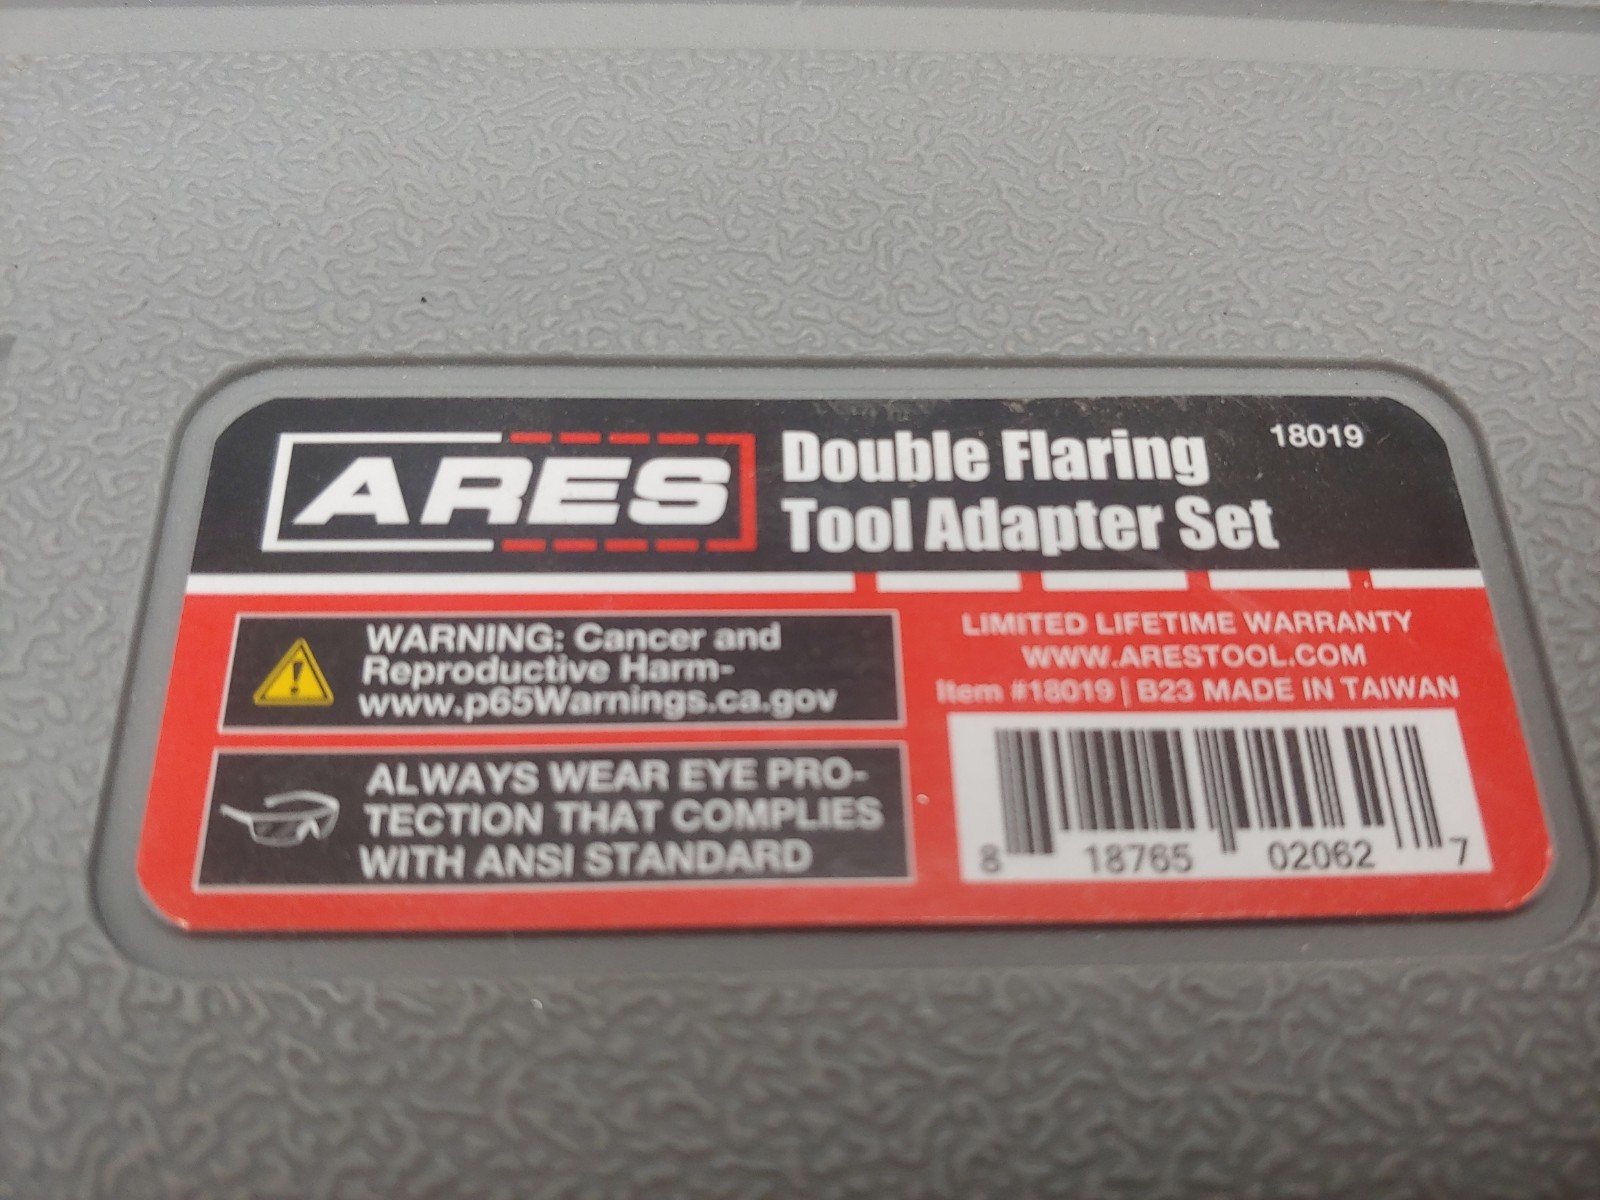 ARES
Double Flaring
Tool Adapter Set
18019
WARNING: Cancer and
Reproductive Harm-
www.p65Warnings.ca.gov
ALWAYS WEAR EYE PRO-
TECTION THAT COMPLIES
WITH ANSI STANDARD
LIMITED LIFETIME WARRANTY
WWW.ARESTOOL.COM
Item #18019 | B23 MADE IN TAIWAN
8 18765 02062 7